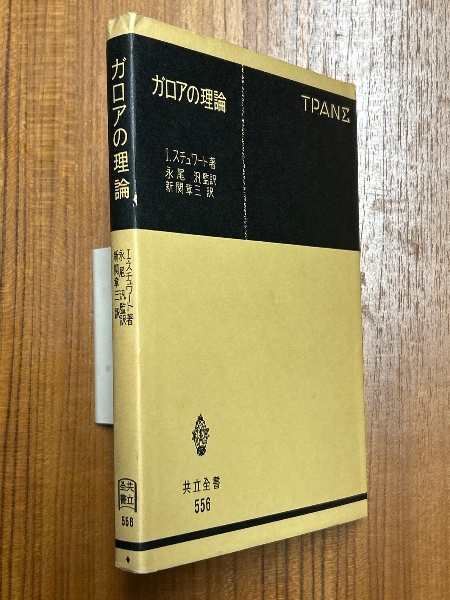 ガロアの理論
TPANΣ
I.スチュワート著
永尾 汎監訳
新関章三 訳
共立全書
556
ガロアの理論
I.スチュワート著
永尾 汎監訳
新関章三 訳
共立
全書
556